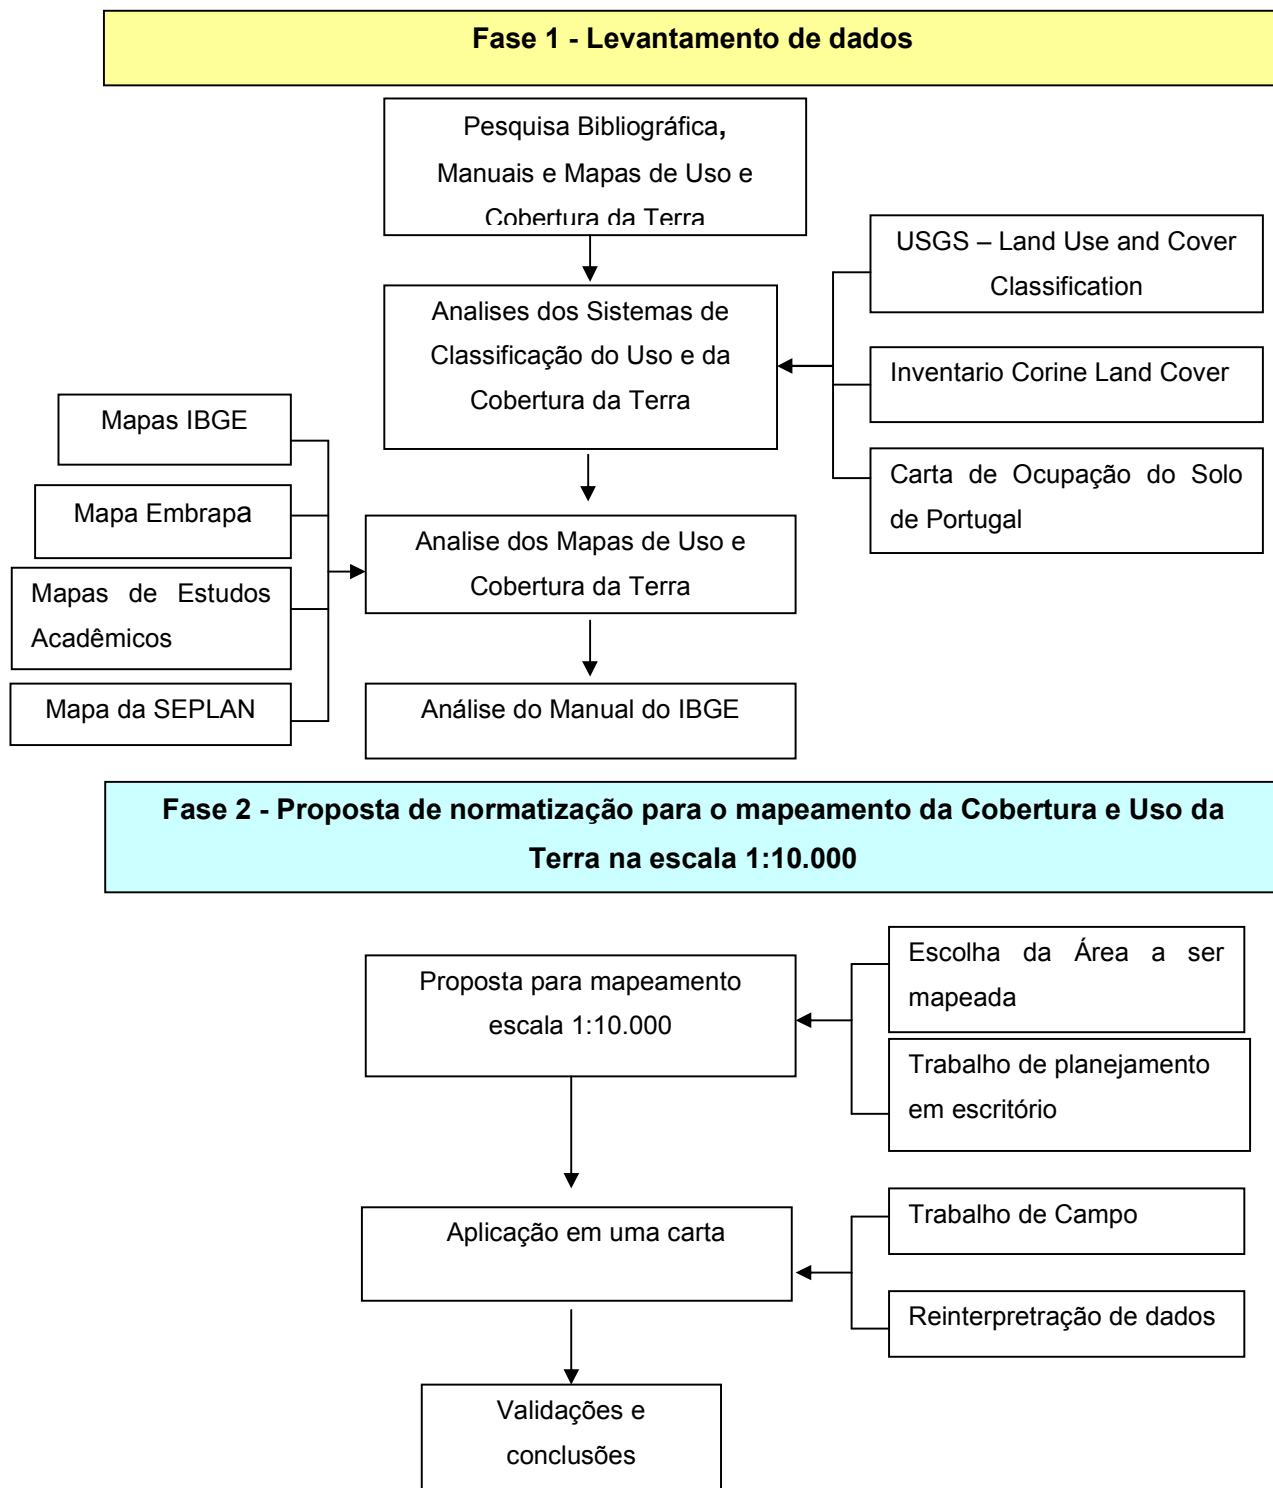 Fase 1 - Levantamento de dados
Pesquisa Bibliográfica,
Manuais e Mapas de Uso e
Cobertura da Terra
USGS – Land Use and Cover
Classification
Analises dos Sistemas de
Classificação do Uso e da
Cobertura da Terra
Inventario Corine Land Cover
Carta de Ocupação do Solo
de Portugal
Mapas IBGE
Mapa Embrapa
Mapas de Estudos
Acadêmicos
Mapa da SEPLAN
Analise dos Mapas de Uso e
Cobertura da Terra
Análise do Manual do IBGE
Fase 2 - Proposta de normatização para o mapeamento da Cobertura e Uso da
Terra na escala 1:10.000
Proposta para mapeamento
escala 1:10.000
Escolha da Área a ser
mapeada
Trabalho de planejamento
em escritório
Aplicação em uma carta
Trabalho de Campo
Reinterpretração de dados
Validações e
conclusões